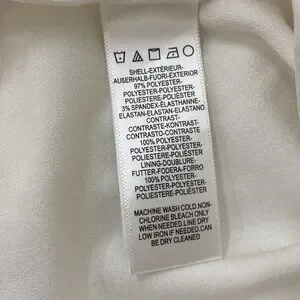 SHELL-EXTÉRIEUR-
AUßERHALB-FUORI-EXTERIOR
97% POLYESTER-
POLYESTER-POLYESTER-
POLIESTERE-POLIÉSTER
3% SPANDEX-ÉLASTHANNE-
ELASTAN-ELASTAN-ELASTANO
CONTRAST-
CONTRASTE-KONTRAST-
CONTRASTO-CONTRASTE
100% POLYESTER-
POLYESTER-POLYESTER-
POLIESTERE-POLIÉSTER
LINING-DOUBLURE-
FUTTER-FODERA-FORRO
100% POLYESTER-
POLYESTER-POLYESTER-
POLIESTERE-POLIÉSTER
MACHINE WASH COLD.NON-
CHLORINE BLEACH ONLY
WHEN NEEDED.LINE DRY.
LOW IRON IF NEEDED.CAN
BE DRY CLEANED